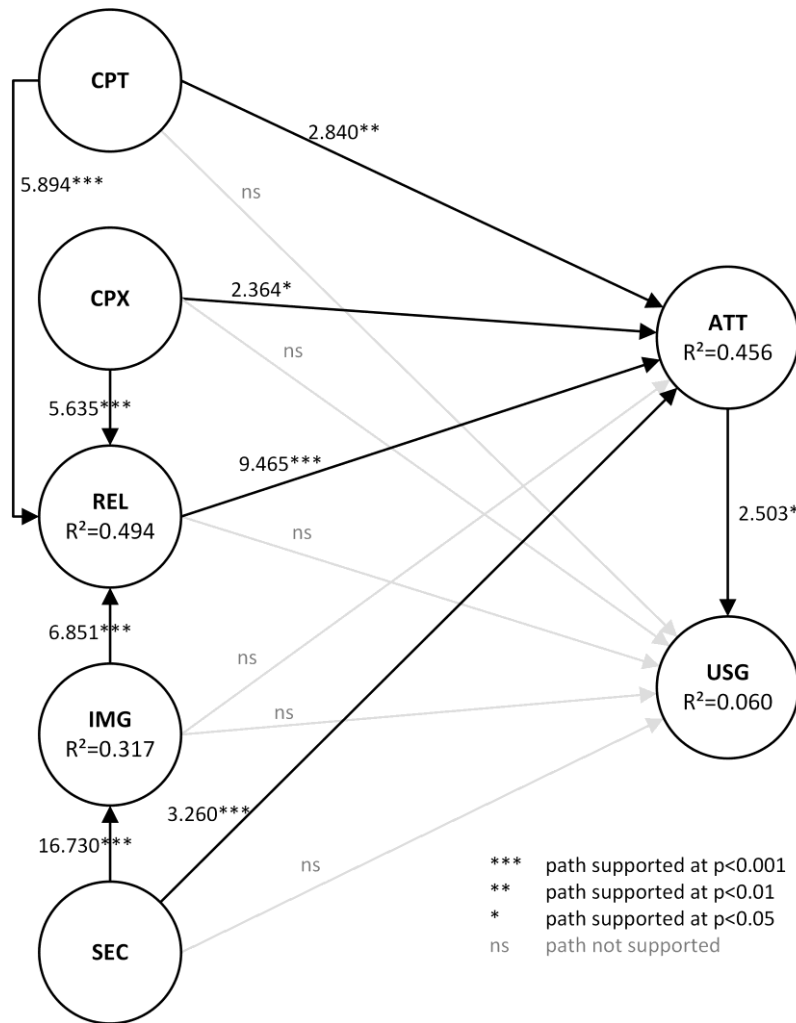 CPT
2.840**
ns
5.894***
CPX
2.364*
ns
ATT
R²=0.456
5.635***
9.465***
REL
R²=0.494
2.503*
ns
6.851***
ns
IMG
R²=0.317
ns
USG
R²=0.060
16.730***
3.260***
ns
SEC
*** path supported at p<0.001
** path supported at p<0.01
* path supported at p<0.05
ns path not supported